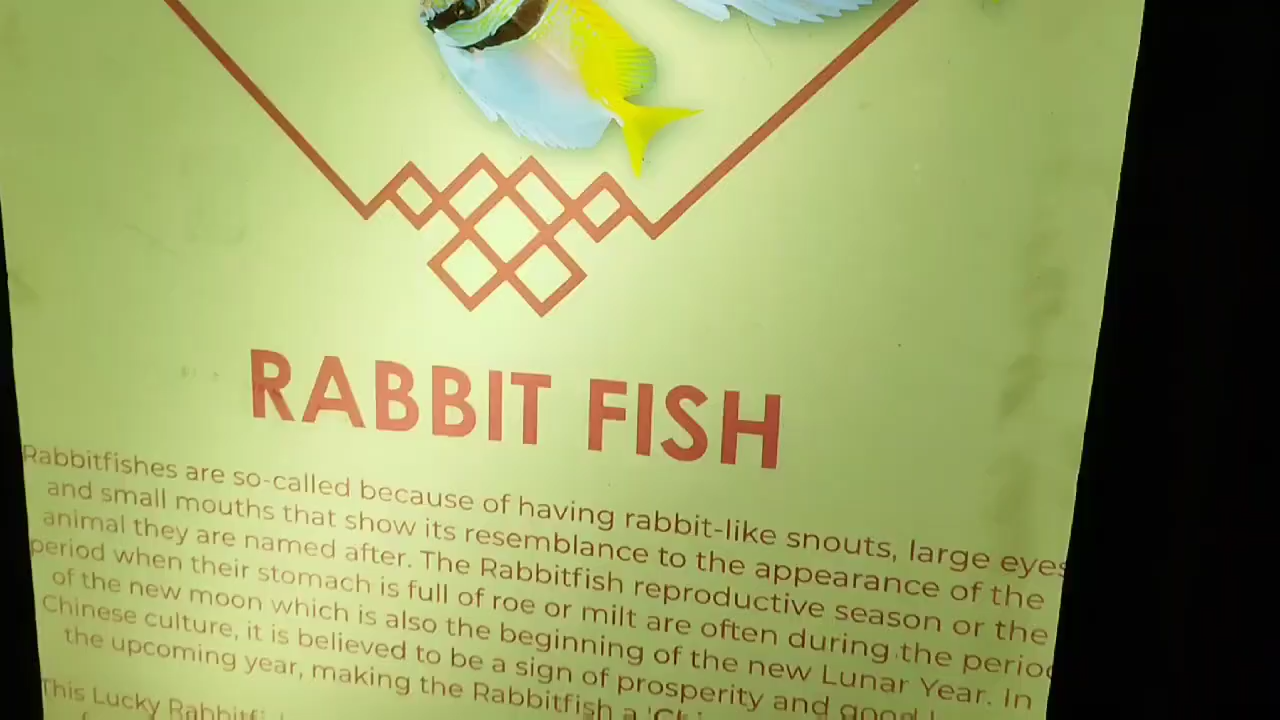 RABBIT FISH
Rabbitfishes are so-called because of having rabbit-like snouts, large eyes
and small mouths that show its resemblance to the appearance of the
animal they are named after. The Rabbitfish reproductive season or the
period when their stomach is full of roe or milt are often during the period
of the new moon which is also the beginning of the new Lunar Year. In
Chinese culture, it is believed to be a sign of prosperity and good
the upcoming year, making the Rabbitfish a
This Lucky